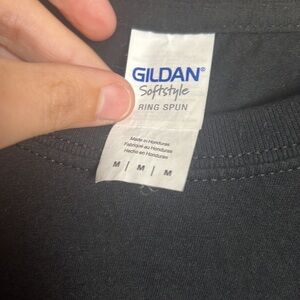 GILDAN®
Softstyle
RING SPUN
Made in Honduras
Fabriqué au Honduras
Hecho en Honduras
M | M | M